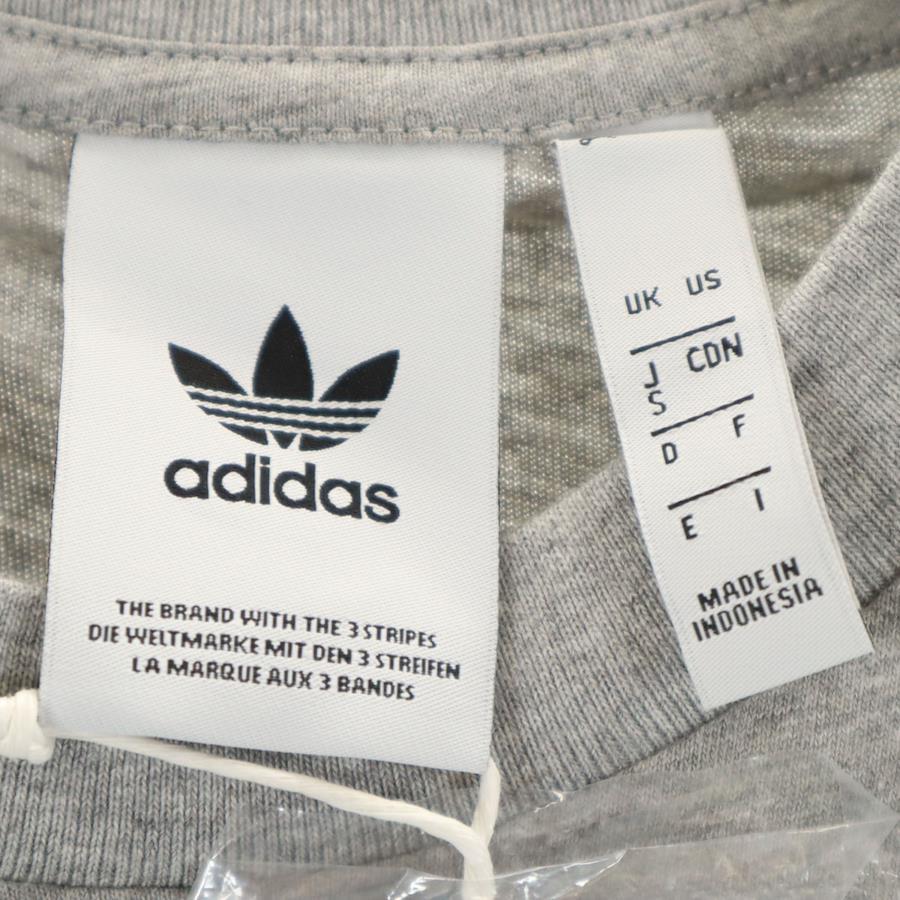 adidas
THE BRAND WITH THE 3 STRIPES
DIE WELTMARKE MIT DEN 3 STREIFEN
LA MARQUE AUX 3 BANDES
UK US
J CDN
S
D F
E I
MADE IN
INDONESIA